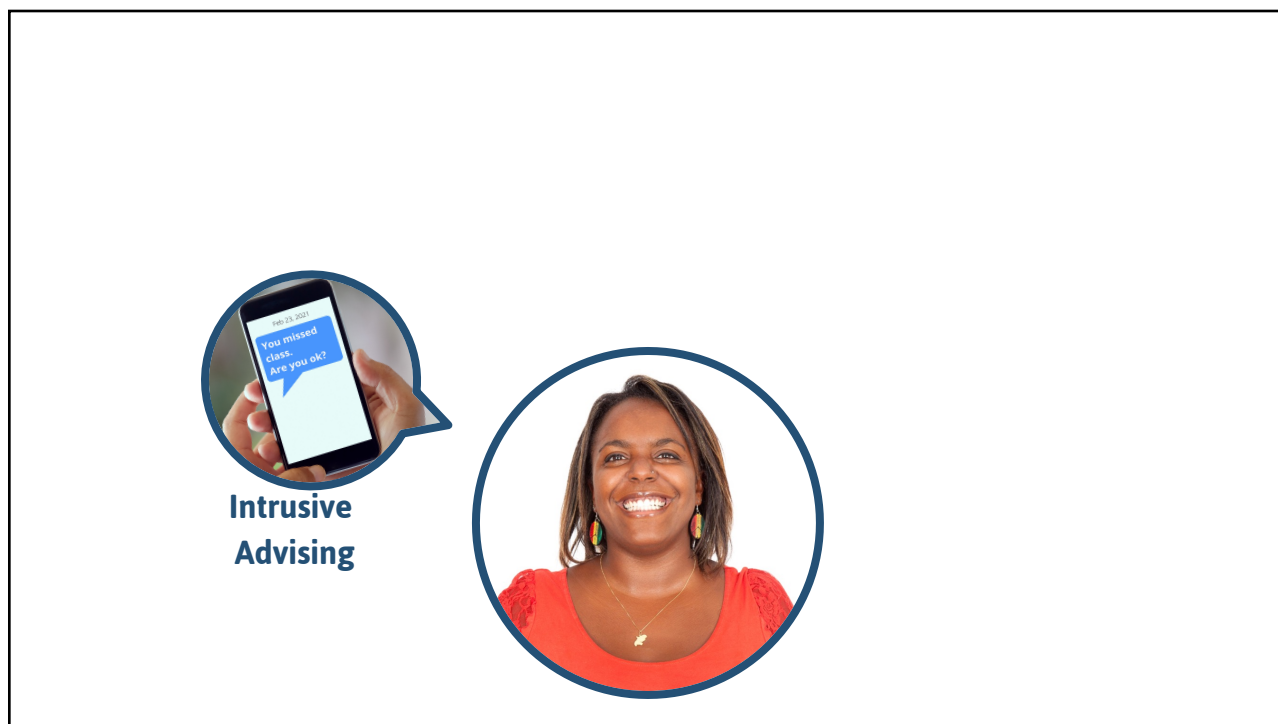 Feb 23, 2021
You missed
class.
Are you ok?
Intrusive
Advising